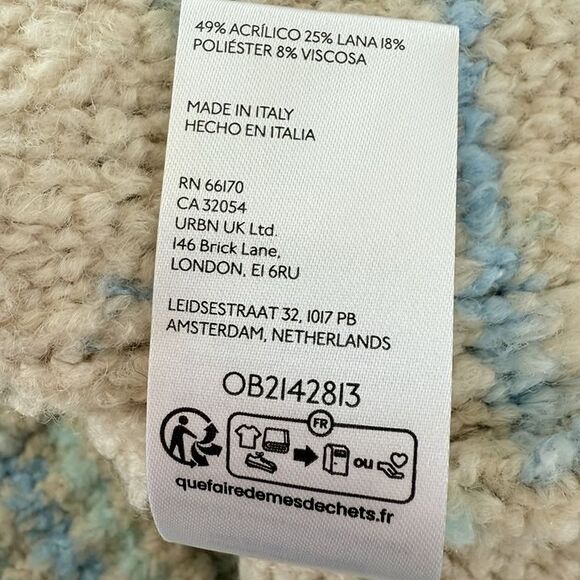 49% ACRÍLICO 25% LANA 18%
POLIÉSTER 8% VISCOSA
MADE IN ITALY
HECHO EN ITALIA
RN 66170
CA 32054
URBN UK Ltd.
146 Brick Lane,
LONDON, E1 6RU
LEIDSESTRAAT 32, 1017 PB
AMSTERDAM, NETHERLANDS
OB2142813
FR
ou
quefairedemesdechets.fr